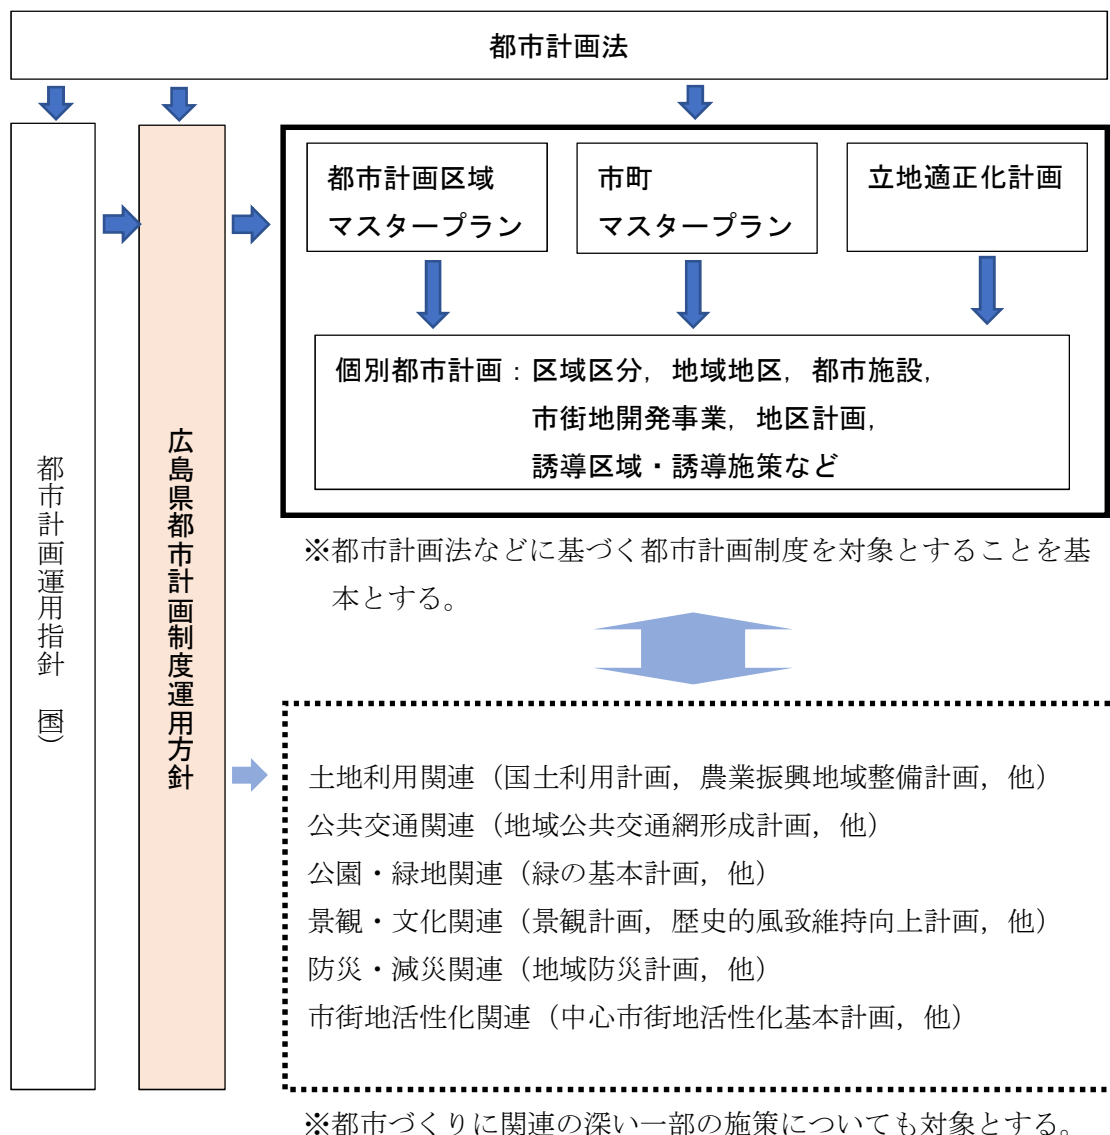 都市計画法
都市計画運用指針 （国）
広島県都市計画制度運用方針
都市計画区域
マスタープラン
市町
マスタープラン
立地適正化計画
個別都市計画：区域区分，地域地区，都市施設，
市街地開発事業，地区計画，
誘導区域・誘導施策など
※都市計画法などに基づく都市計画制度を対象とすることを基
本とする。
土地利用関連（国土利用計画，農業振興地域整備計画，他）
公共交通関連（地域公共交通網形成計画，他）
公園・緑地関連（緑の基本計画，他）
景観・文化関連（景観計画，歴史的風致維持向上計画，他）
防災・減災関連（地域防災計画，他）
市街地活性化関連（中心市街地活性化基本計画，他）
※都市づくりに関連の深い一部の施策についても対象とする。